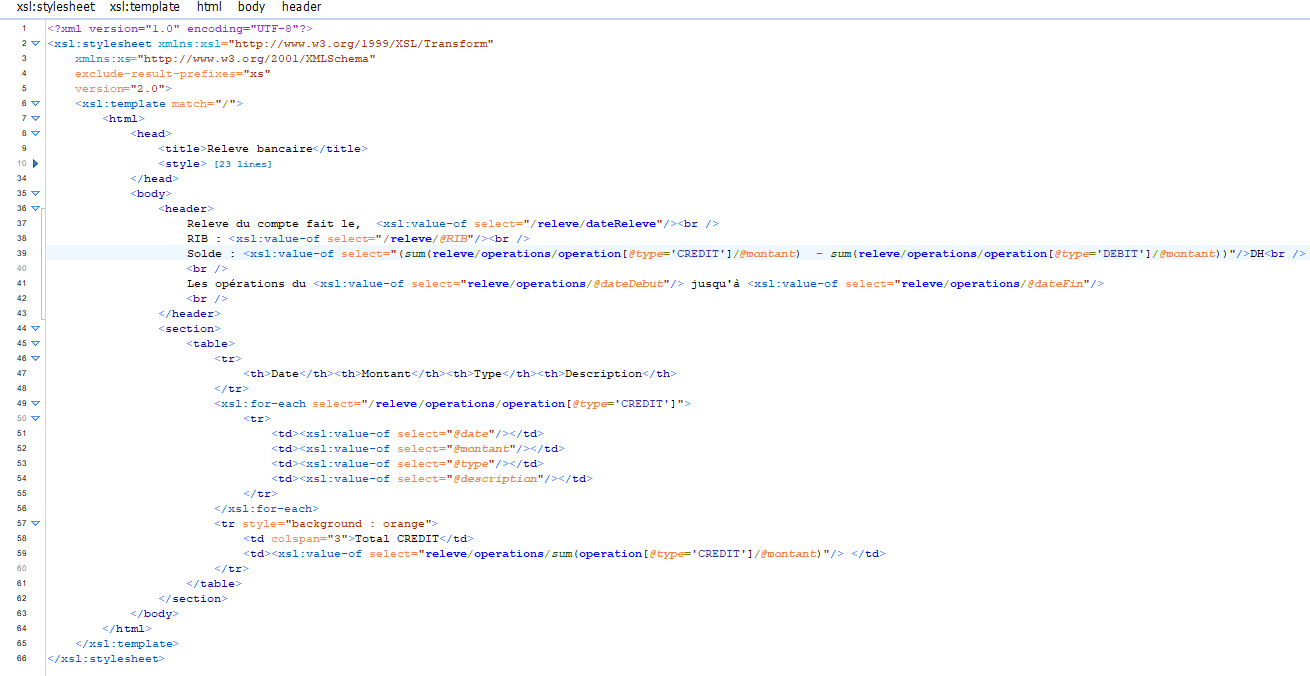 xsl:stylesheet xsl:template html body header
1 <?xml version="1.0" encoding="UTF-8"?>
2 <xsl:stylesheet xmlns:xsl="http://www.w3.org/1999/XSL/Transform"
3 xmlns:xs="http://www.w3.org/2001/XMLSchema"
4 exclude-result-prefixes="xs"
5 version="2.0">
6 <xsl:template match="/">
7 <html>
8 <head>
9 <title>Releve bancaire</title>
10 <style> [23 lines]
34 </head>
35 <body>
36 <header>
37 Releve du compte fait le, <xsl:value-of select="/releve/dateReleve"/><br />
38 RIB : <xsl:value-of select="/releve/@RIB"/><br />
39 Solde : <xsl:value-of select="(sum(releve/operations/operation[@type='CREDIT']/@montant) - sum(releve/operations/operation[@type='DEBIT']/@montant))"/>DH<br />
40 <br />
41 Les opérations du <xsl:value-of select="releve/operations/@dateDebut"/> jusqu'à <xsl:value-of select="releve/operations/@dateFin"/>
42 <br />
43 </header>
44 <section>
45 <table>
46 <tr>
47 <th>Date</th><th>Montant</th><th>Type</th><th>Description</th>
48 </tr>
49 <xsl:for-each select="/releve/operations/operation[@type='CREDIT']">
50 <tr>
51 <td><xsl:value-of select="@date"/></td>
52 <td><xsl:value-of select="@montant"/></td>
53 <td><xsl:value-of select="@type"/></td>
54 <td><xsl:value-of select="@description"/></td>
55 </tr>
56 </xsl:for-each>
57 <tr style="background : orange">
58 <td colspan="3">Total CREDIT</td>
59 <td><xsl:value-of select="releve/operations/sum(operation[@type='CREDIT']/@montant)"/> </td>
60 </tr>
61 </table>
62 </section>
63 </body>
64 </html>
65 </xsl:template>
66 </xsl:stylesheet>